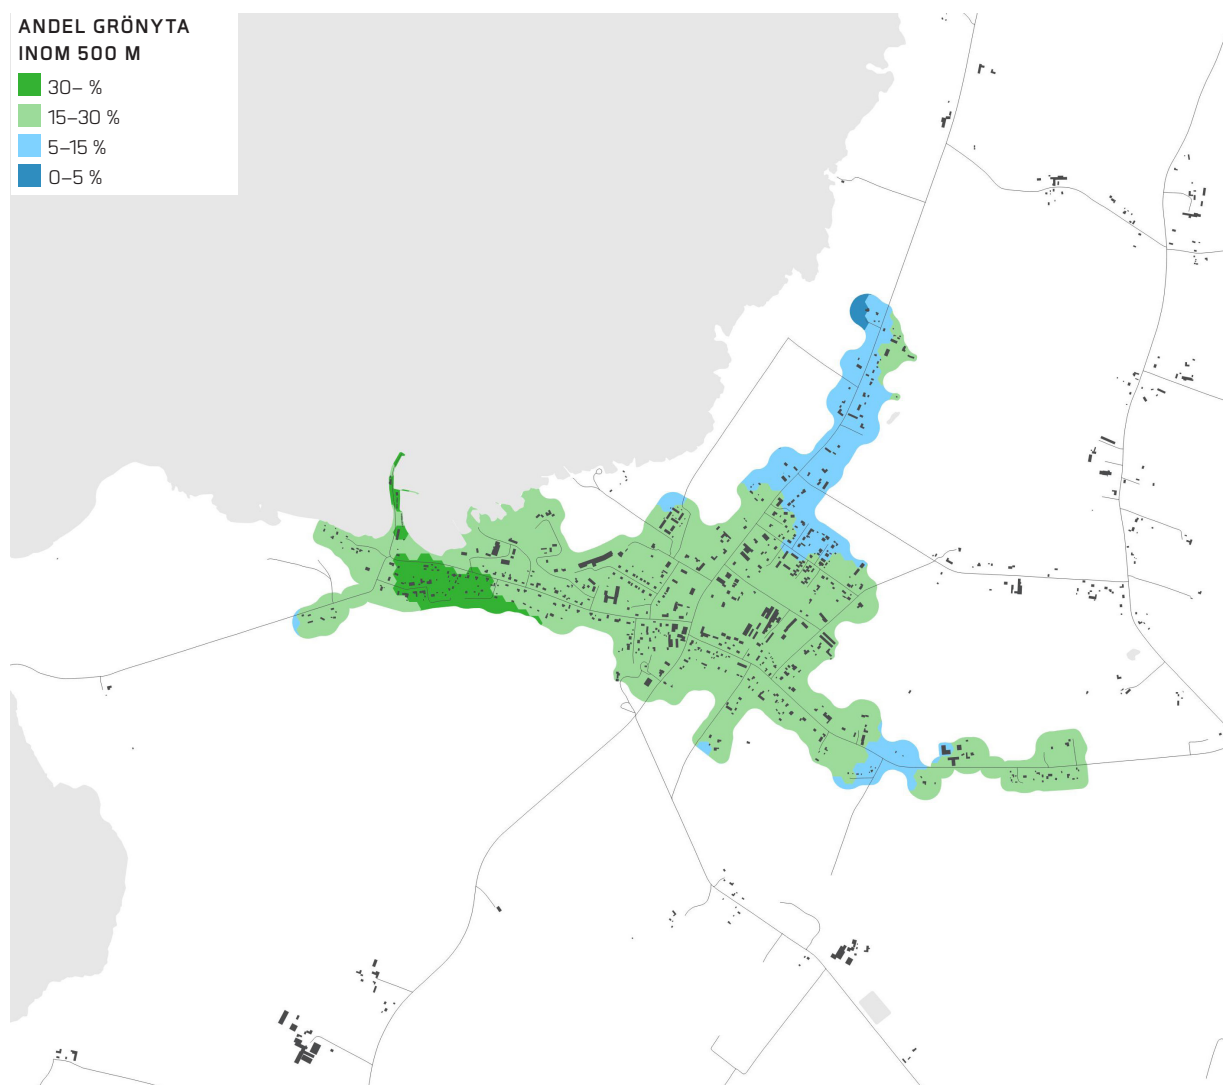 ANDEL GRÖNYTA
INOM 500 M
30– %
15–30 %
5–15 %
0–5 %